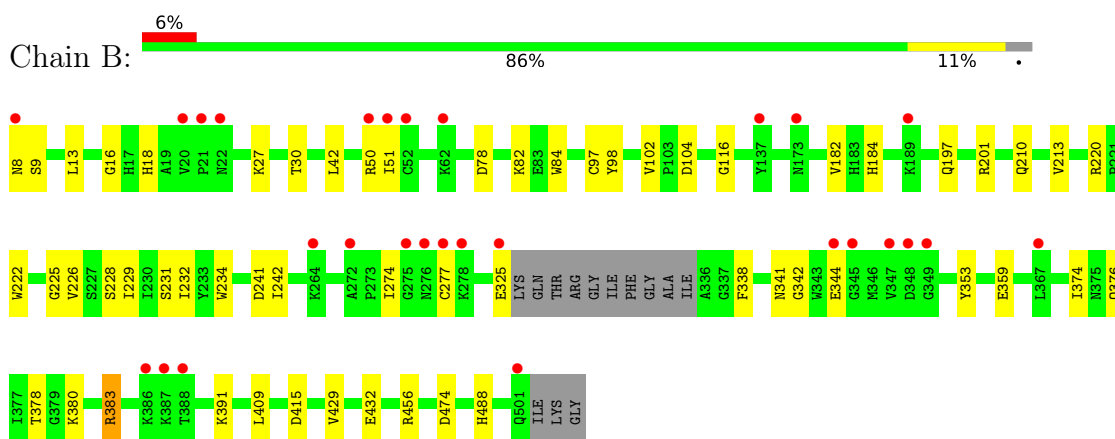 6%
Chain B:
86% 11% •
N8 S9 L13 G16 H17 H18 A19 V20 P21 N22 K27 T30 L42 R50 I51 C52 K62 D78 K82 E83 W84 C97 Y98 V102 P103 D104 G116 Y137 N173 V182 H183 H184 K189 Q197 R201 Q210 V213 R220
W222 G225 V226 S227 S228 I229 I230 S231 I232 Y233 W234 D241 I242 K264 A272 P273 I274 G275 N276 C277 K278 E325 LYS GLN THR ARG GLY ILE PHE GLY ALA ILE A336 G337 F338 N341 G342 W343 E344 G345 M346 V347 D348 G349 Y353 E359 L367 I374 N375
I377 T378 G379 K380 R383 K386 K387 T388 K391 L409 D415 V429 E432 R456 D474 H488 Q501 ILE LYS GLY